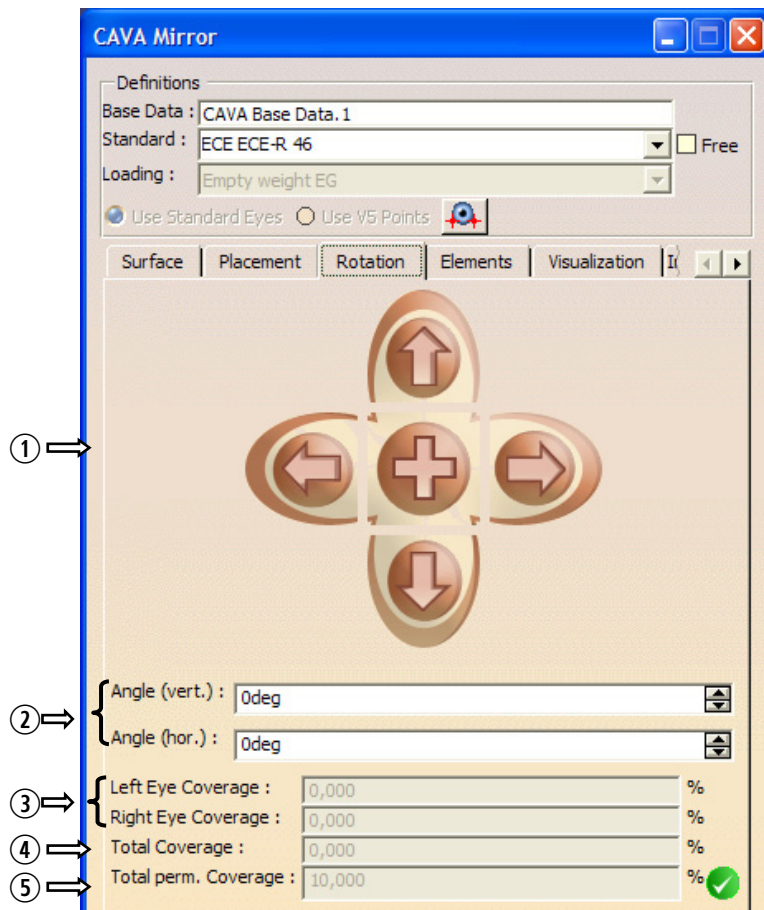 CAVA Mirror
Definitions
Base Data : CAVA Base Data.1
Standard : ECE ECE-R 46 Free
Loading : Empty weight EG
Use Standard Eyes Use V5 Points
Surface Placement Rotation Elements Visualization
①
② Angle (vert.) : 0deg
Angle (hor.) : 0deg
③ Left Eye Coverage : 0,000 %
Right Eye Coverage : 0,000 %
④ Total Coverage : 0,000 %
⑤ Total perm. Coverage : 10,000 %